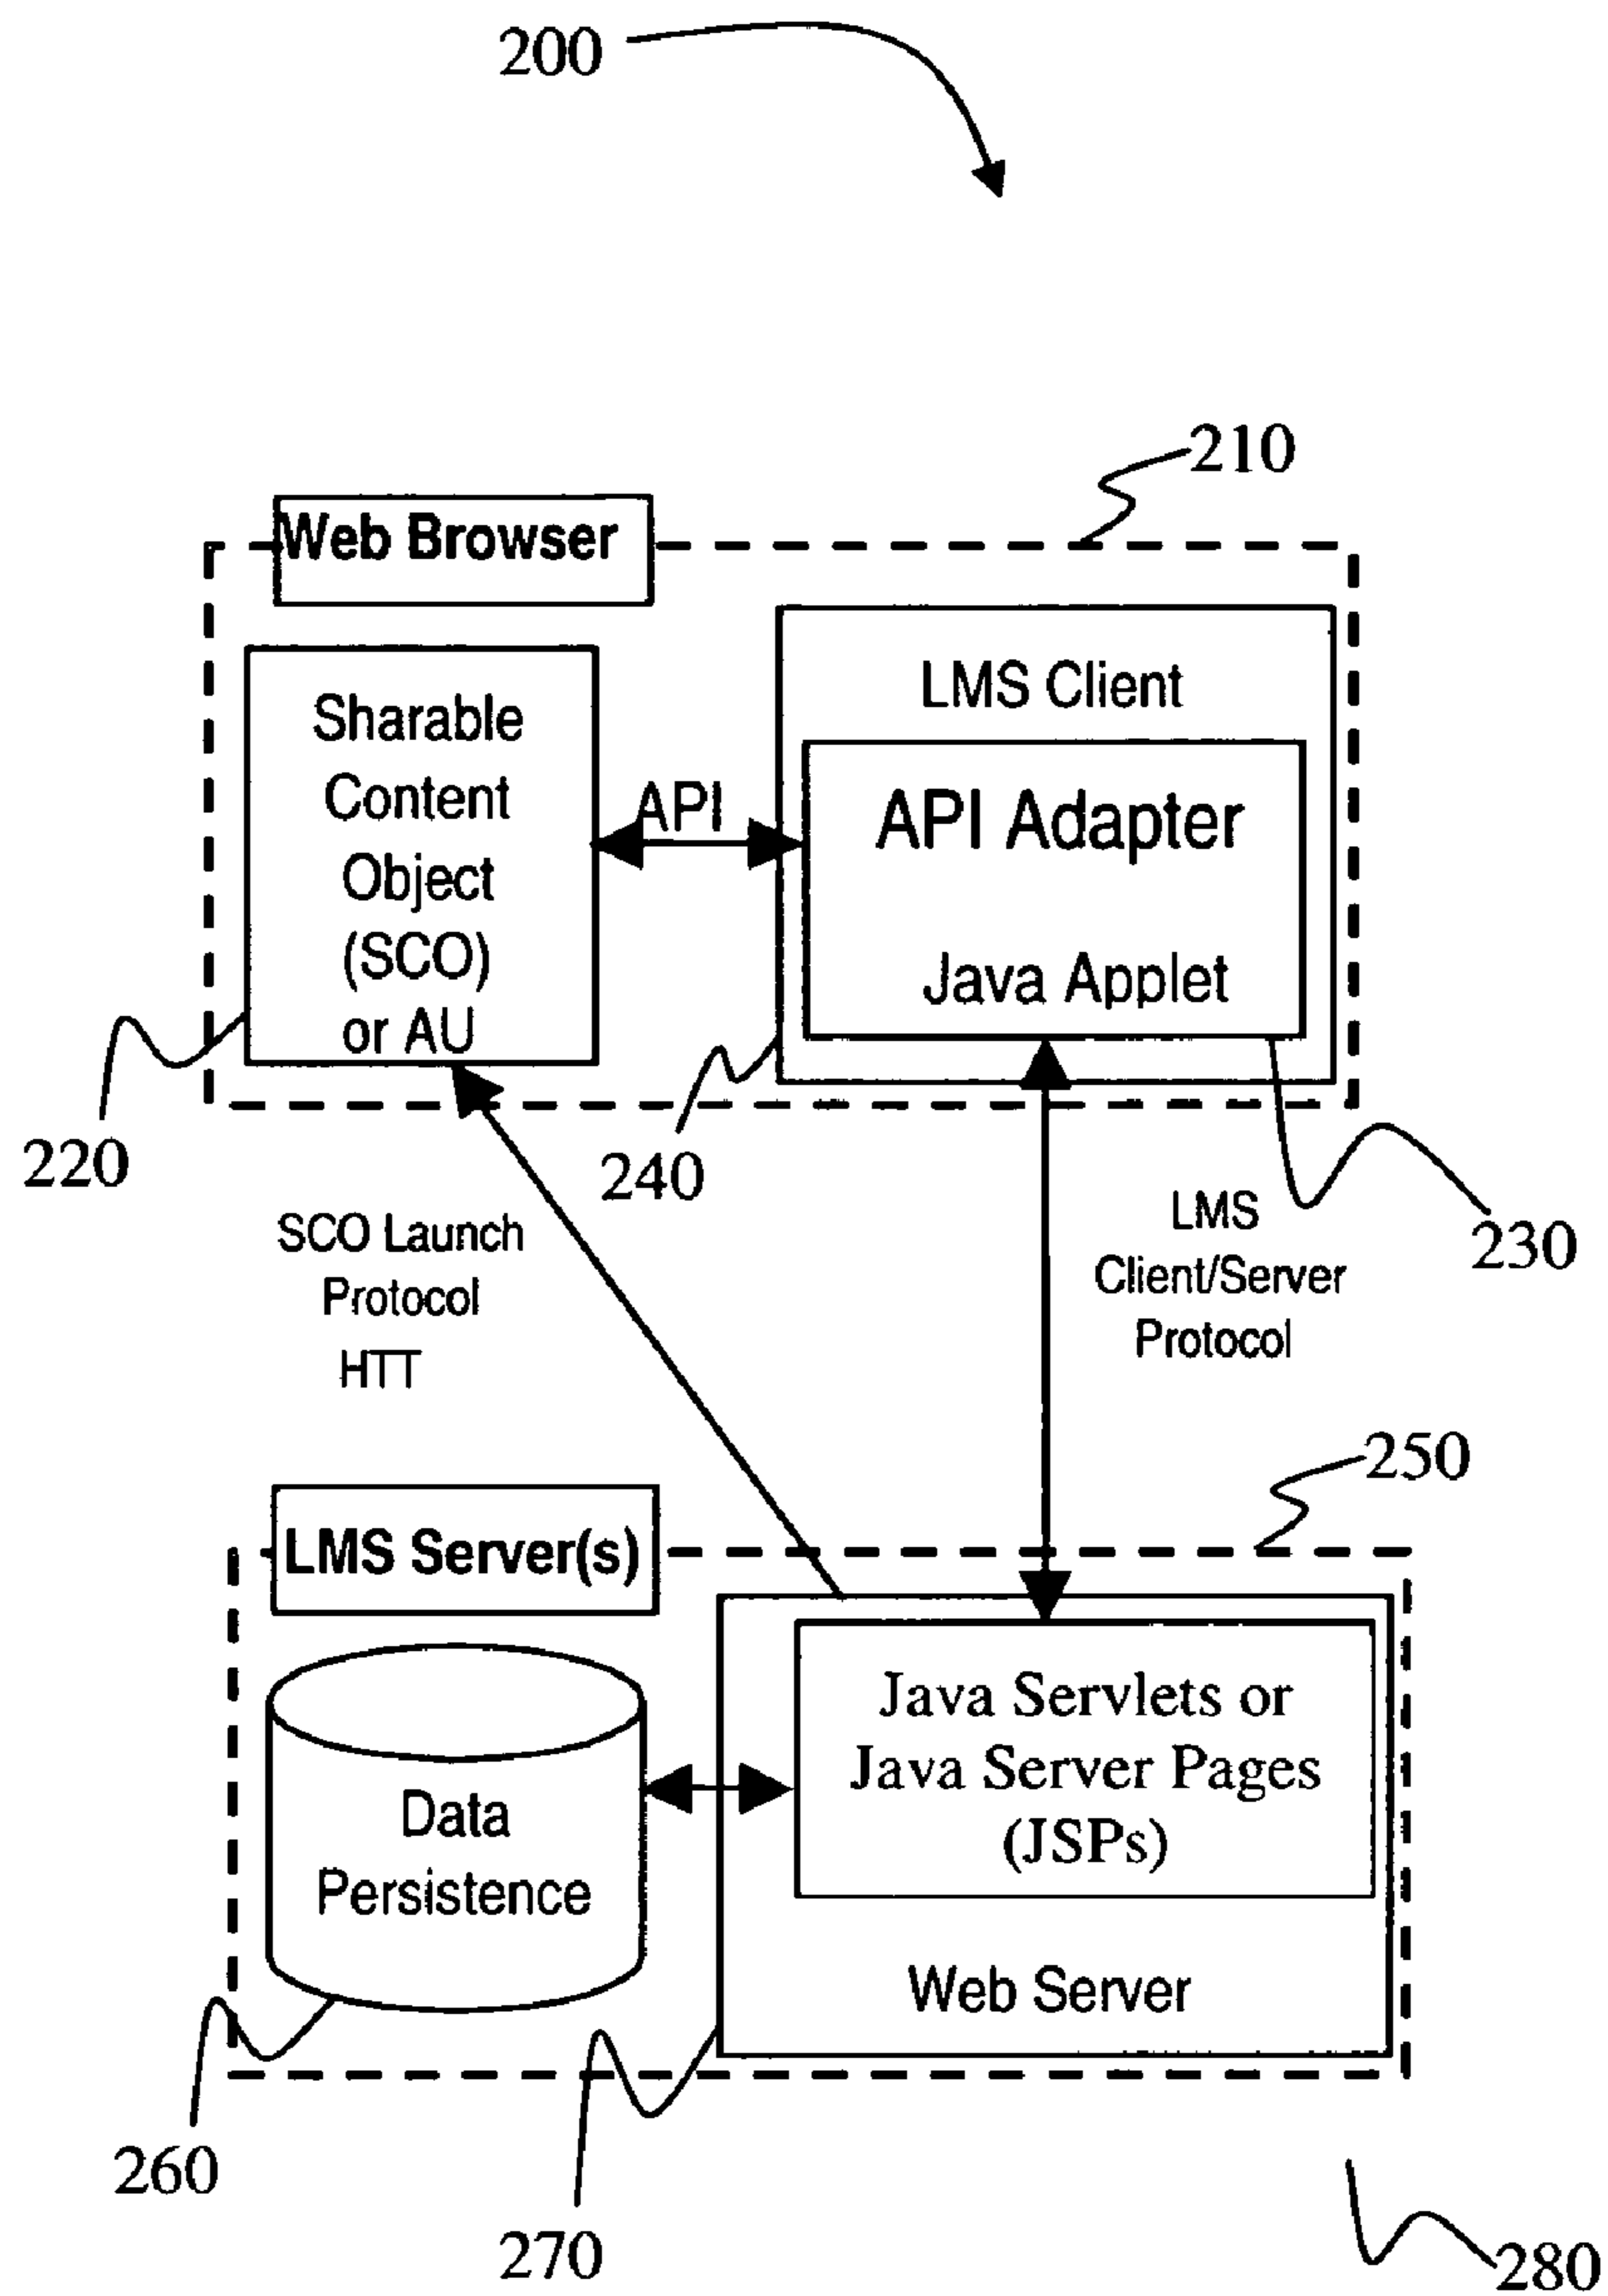 200
210
Web Browser
LMS Client
Sharable
Content
Object
(SCO)
or AU
API
API Adapter
Java Applet
220
240
230
SCO Launch
Protocol
HTT
LMS
Client/Server
Protocol
250
LMS Server(s)
Java Servlets or
Java Server Pages
(JSPs)
Data
Persistence
Web Server
260
270
280